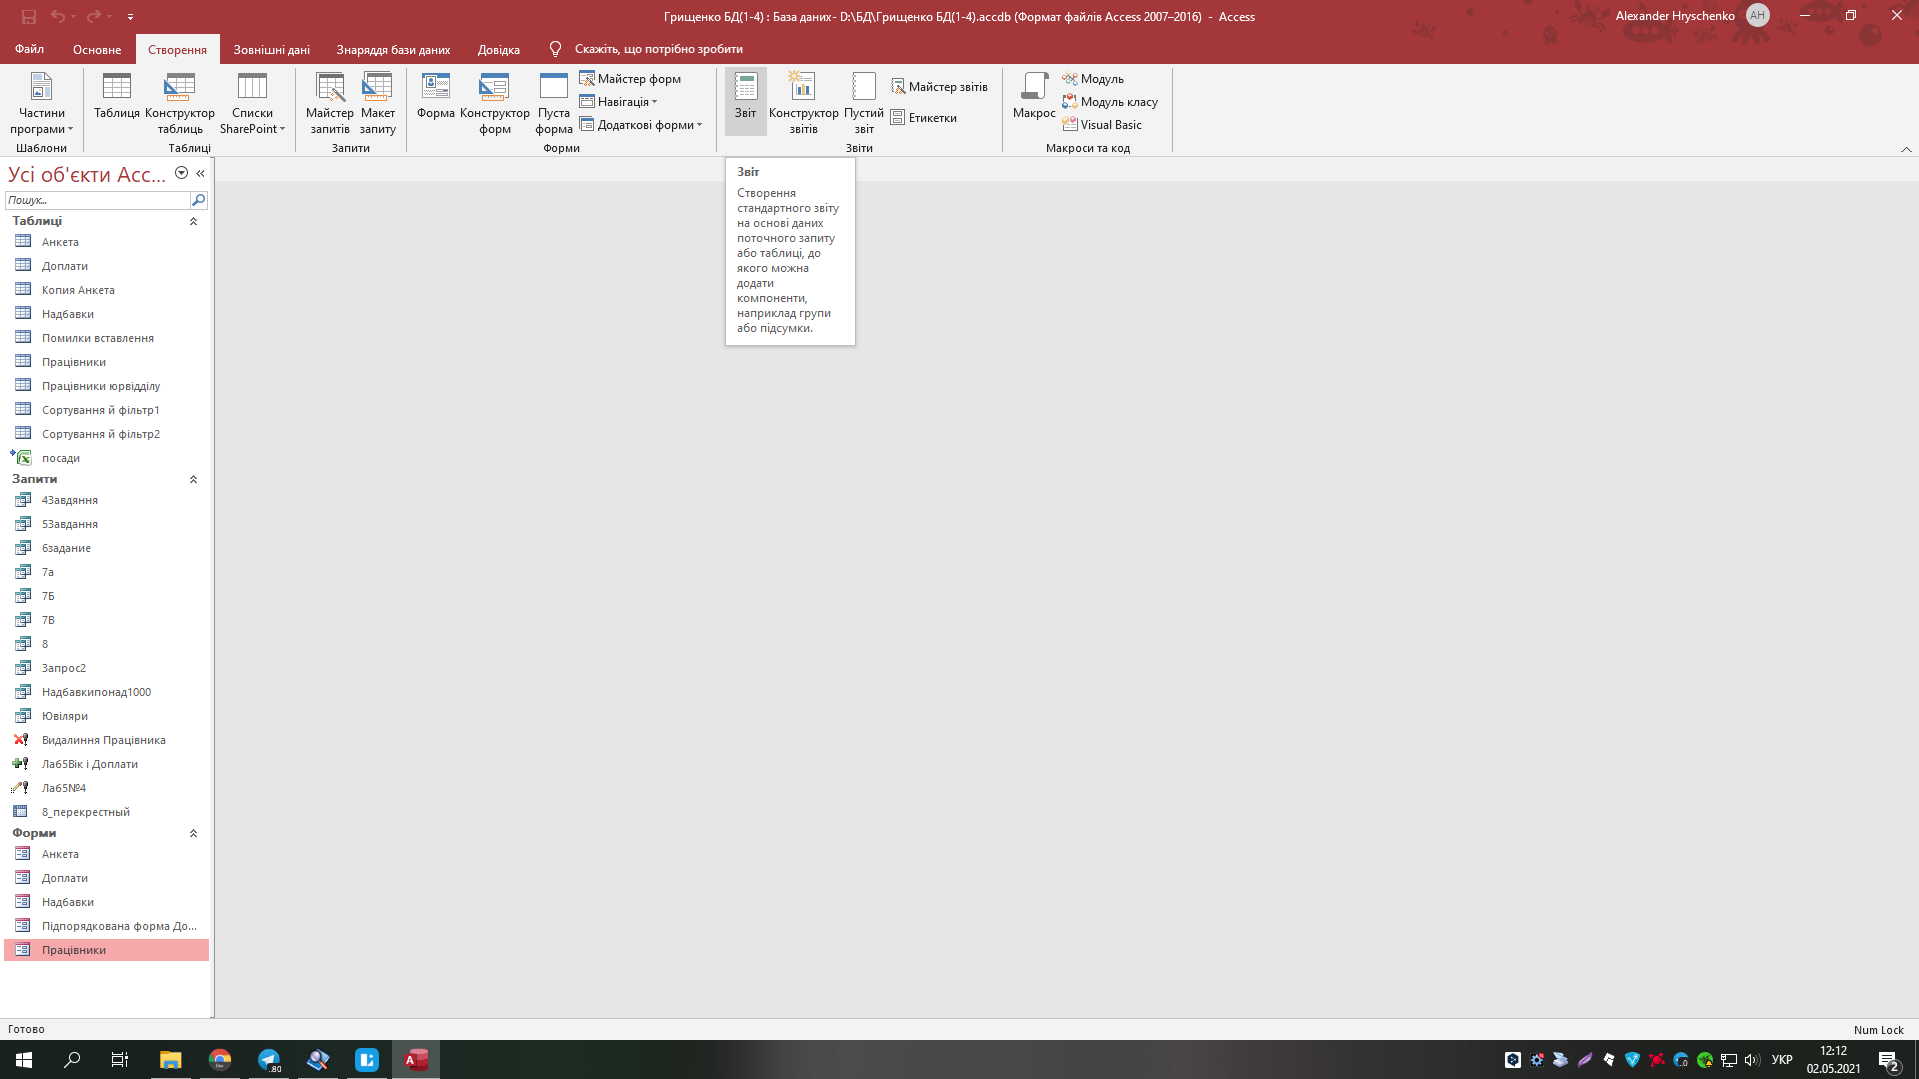 Грищенко БД(1-4) : База даних- D:\БД\Грищенко БД(1-4).accdb (Формат файлів Access 2007–2016)  -  Access
Alexander Hryschenko
AH
Файл
Основне
Створення
Зовнішні дані
Знаряддя бази даних
Довідка
Скажіть, що потрібно зробити
Частини програми
Таблиця
Конструктор таблиць
Списки SharePoint
Майстер запитів
Макет запиту
Форма
Конструктор форм
Пуста форма
Майстер форм
Навігація
Додаткові форми
Звіт
Конструктор звітів
Пустий звіт
Майстер звітів
Етикетки
Макрос
Модуль
Модуль класу
Visual Basic
Шаблони
Таблиці
Запити
Форми
Звіти
Макроси та код
Звіт
Створення
стандартного звіту
на основі даних
поточного запиту
або таблиці, до
якого можна
додати
компоненти,
наприклад групи
або підсумки.
Усі об'єкти Acc...
Пошук...
Таблиці
Анкета
Доплати
Копия Анкета
Надбавки
Помилки вставлення
Працівники
Працівники юрвідділу
Сортування й фільтр1
Сортування й фільтр2
посади
Запити
4Завдяння
5Завдання
6задание
7а
7Б
7В
8
Запрос2
Надбавкипонад1000
Ювіляри
Видалиння Працівника
Лаб5Вік і Доплати
Лаб5№4
8_перекрестный
Форми
Анкета
Доплати
Надбавки
Підпорядкована форма До...
Працівники
Готово
Num Lock
Dev
.80
УКР
12:12
02.05.2021
2